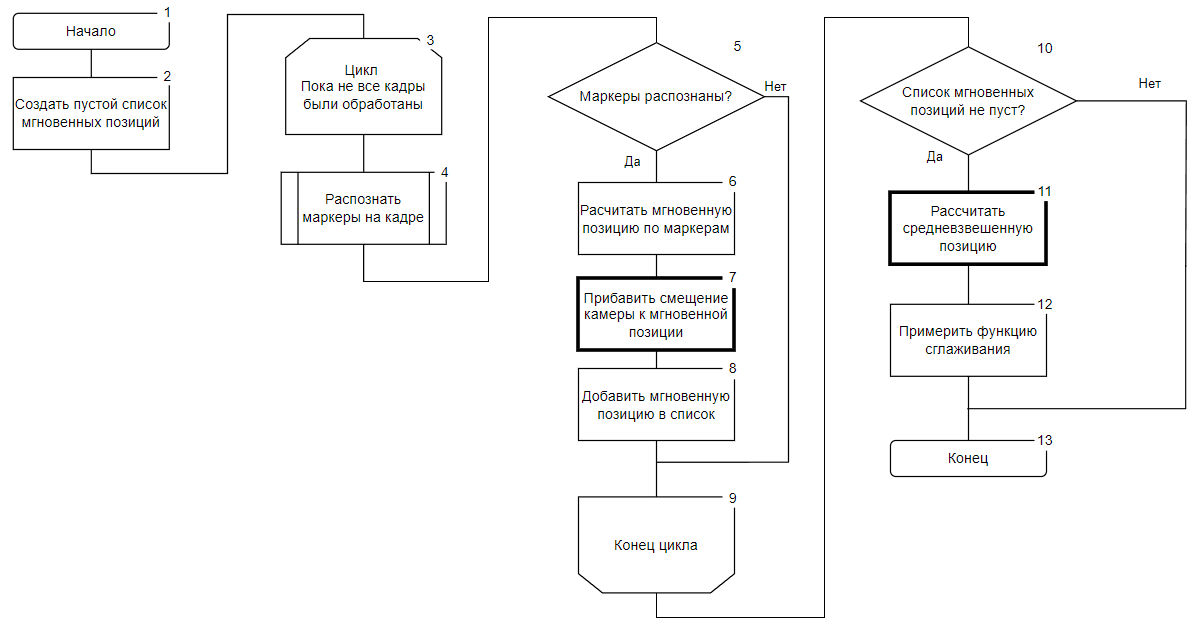 1
Начало
2
Создать пустой список
мгновенных позиций
3
Цикл
Пока не все кадры
были обработаны
4
Распознать
маркеры на кадре
5
Маркеры распознаны?
Нет
Да
6
Расчитать мгновенную
позицию по маркерам
7
Прибавить смещение
камеры к мгновенной
позиции
8
Добавить мгновенную
позицию в список
9
Конец цикла
10
Список мгновенных
позиций не пуст?
Нет
Да
11
Рассчитать
средневзвешенную
позицию
12
Примерить функцию
сглаживания
13
Конец